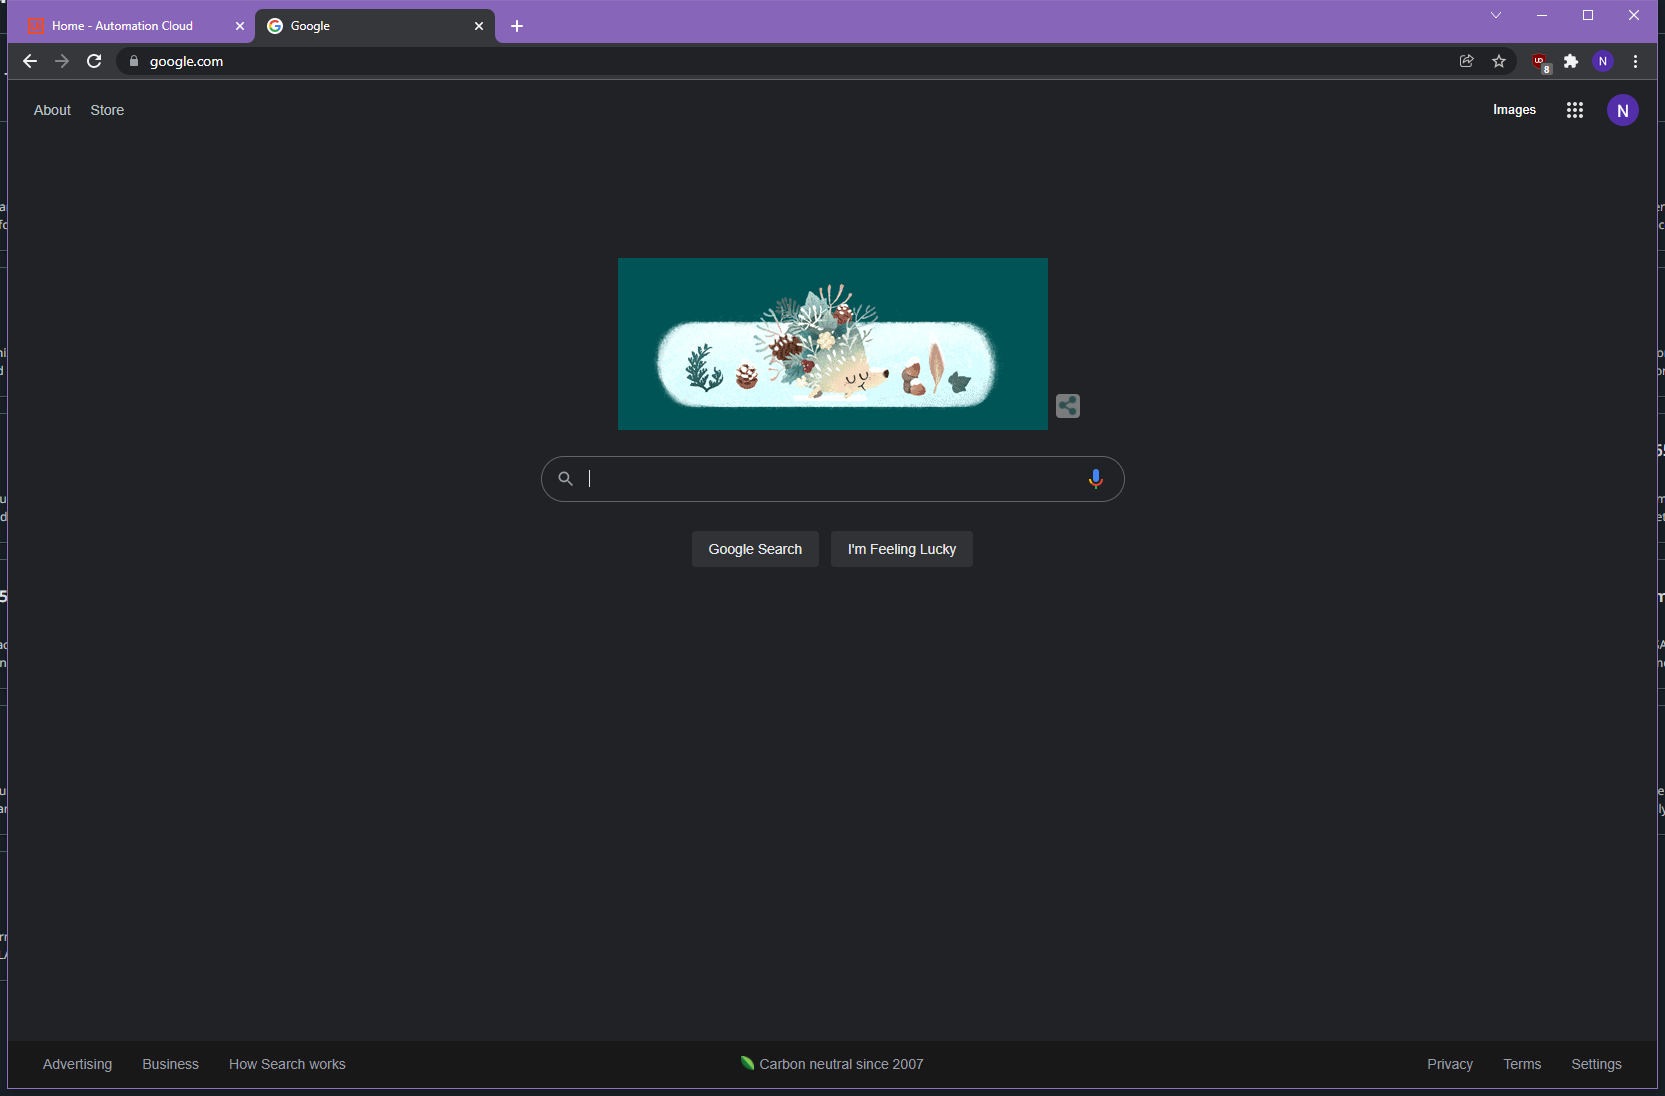 Home - Automation Cloud
Google
google.com
8
N
About Store
Images
N
Google Search
I'm Feeling Lucky
Advertising Business How Search works
Carbon neutral since 2007
Privacy Terms Settings